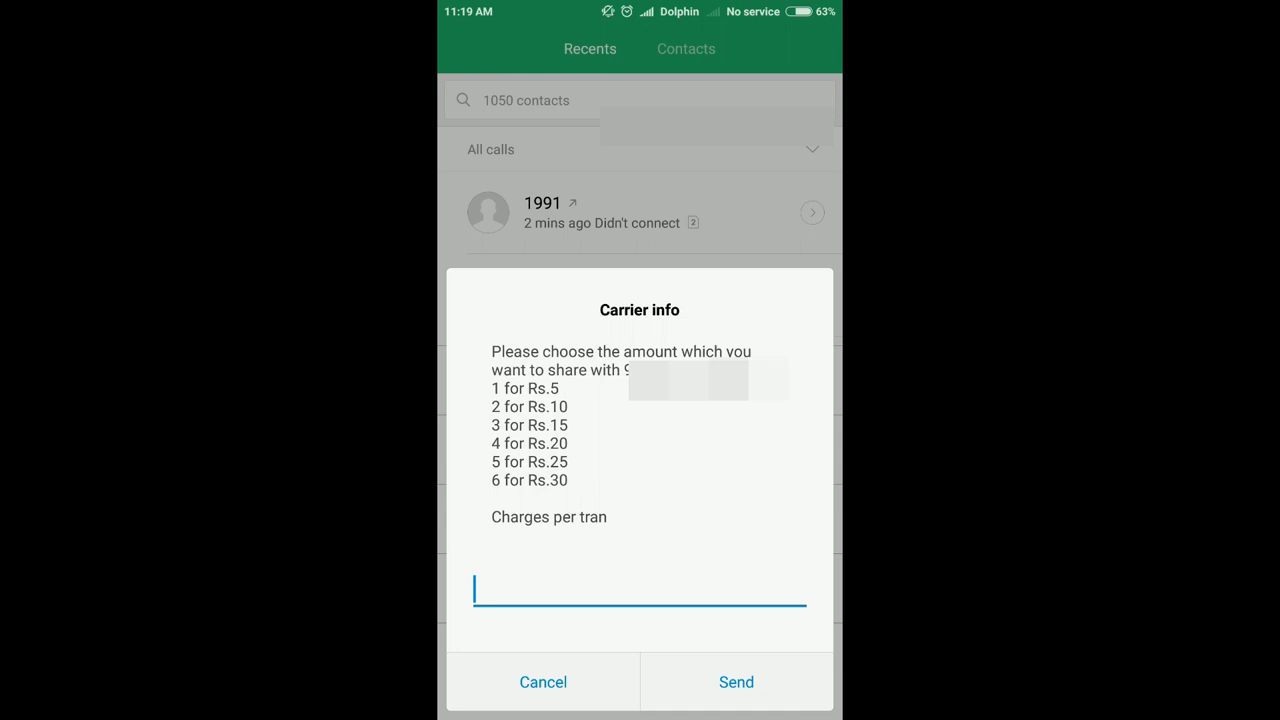 11:19 AM Dolphin No service 63%
Recents Contacts
1050 contacts
All calls
1991
2 mins ago Didn't connect 2
Carrier info
Please choose the amount which you
want to share with
1 for Rs.5
2 for Rs.10
3 for Rs.15
4 for Rs.20
5 for Rs.25
6 for Rs.30
Charges per tran
Cancel Send